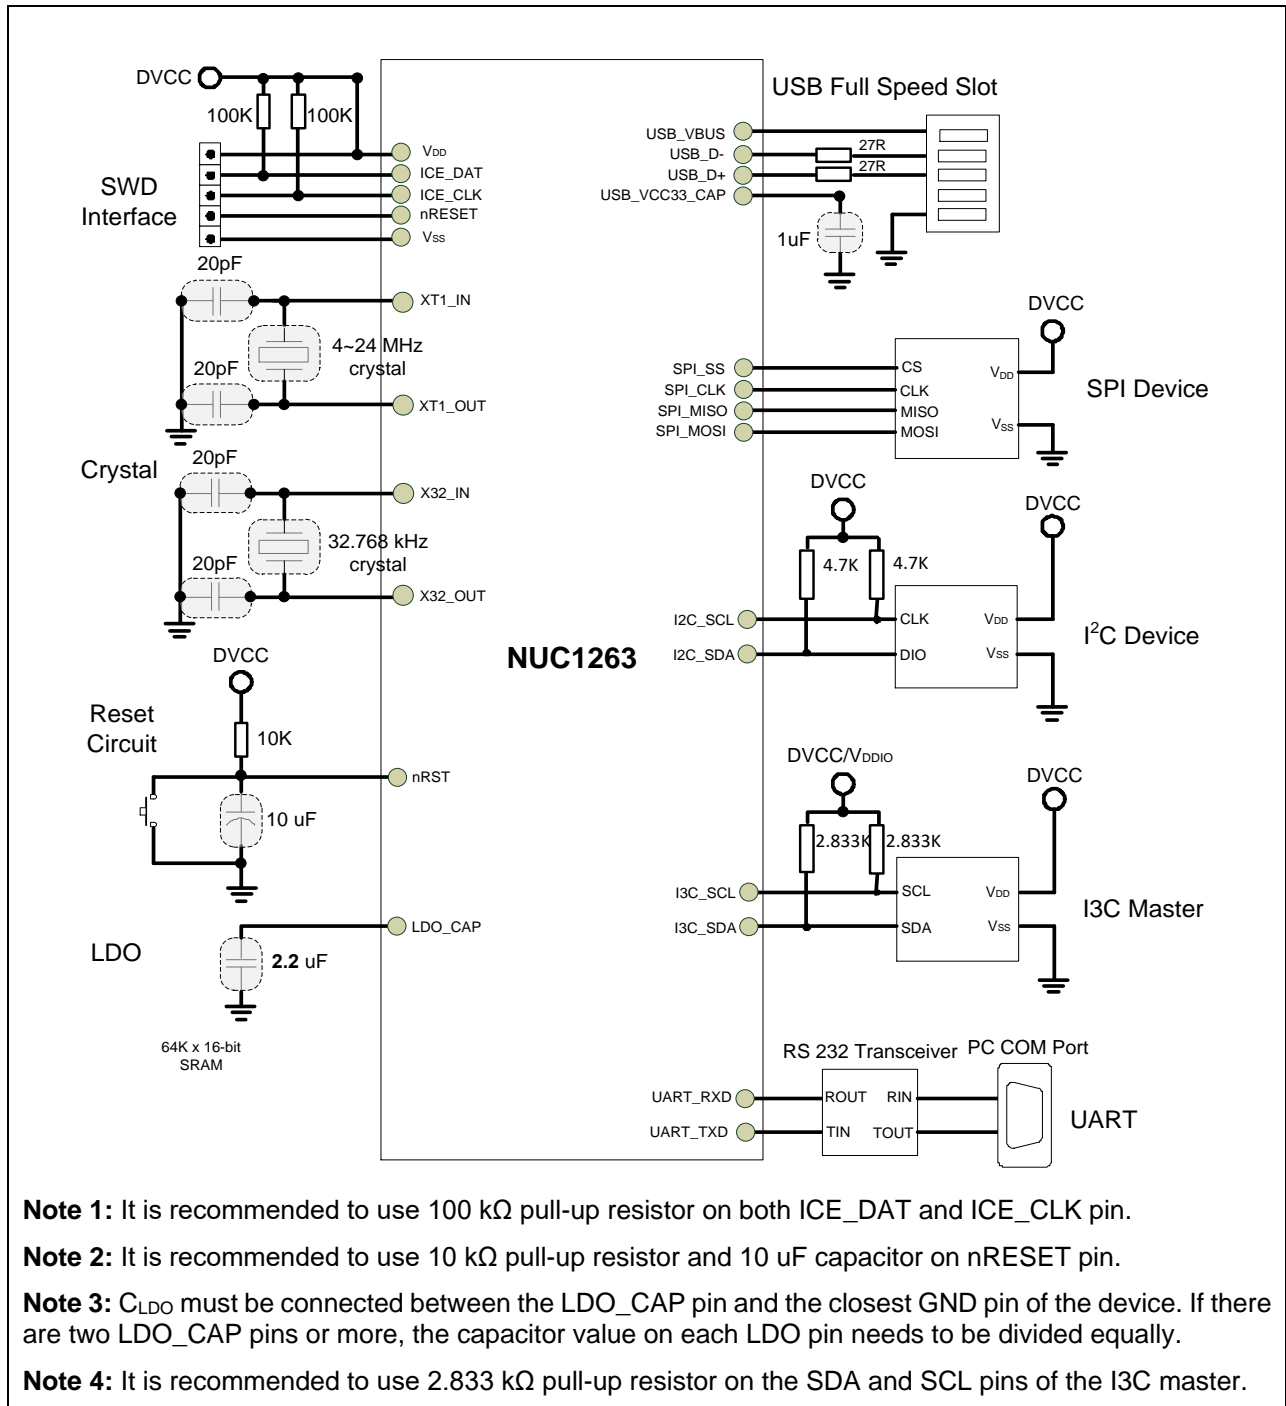 DVCC
100K
100K
SWD
Interface
VDD
ICE_DAT
ICE_CLK
nRESET
VSS
20pF
XT1_IN
4~24 MHz
crystal
20pF
XT1_OUT
Crystal
20pF
X32_IN
32.768 kHz
crystal
20pF
X32_OUT
DVCC
Reset
Circuit
10K
nRST
10 uF
LDO_CAP
LDO
2.2 uF
64K x 16-bit
SRAM
NUC1263
USB Full Speed Slot
USB_VBUS
USB_D-
27R
USB_D+
27R
USB_VCC33_CAP
1uF
DVCC
SPI_SS
CS
SPI_CLK
CLK
SPI_MISO
MISO
SPI_MOSI
MOSI
VDD
VSS
SPI Device
DVCC
DVCC
4.7K
4.7K
I2C_SCL
CLK
VDD
I2C_SDA
DIO
VSS
I2C Device
DVCC/VDDIO
DVCC
2.833K
2.833K
I3C_SCL
SCL
VDD
I3C_SDA
SDA
VSS
I3C Master
RS 232 Transceiver
PC COM Port
UART_RXD
ROUT
RIN
UART_TXD
TIN
TOUT
UART
Note 1: It is recommended to use 100 kΩ pull-up resistor on both ICE_DAT and ICE_CLK pin.
Note 2: It is recommended to use 10 kΩ pull-up resistor and 10 uF capacitor on nRESET pin.
Note 3: CLDO must be connected between the LDO_CAP pin and the closest GND pin of the device. If there
are two LDO_CAP pins or more, the capacitor value on each LDO pin needs to be divided equally.
Note 4: It is recommended to use 2.833 kΩ pull-up resistor on the SDA and SCL pins of the I3C master.